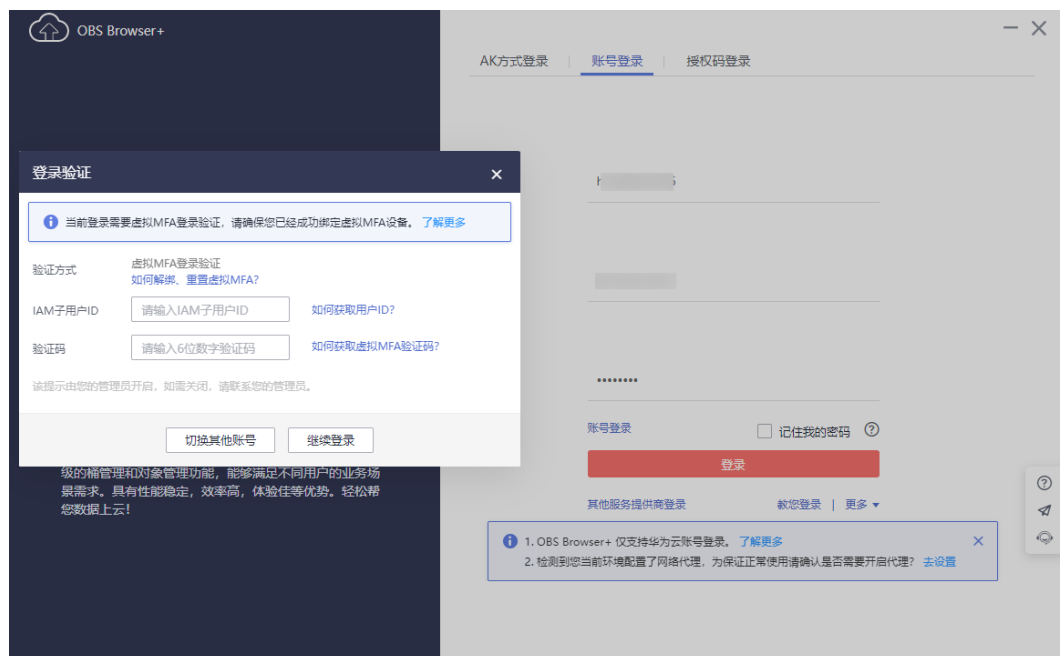 OBS Browser+
AK方式登录
账号登录
授权码登录
登录验证
当前登录需要虚拟MFA登录验证,请确保您已经成功绑定虚拟MFA设备。 了解更多
验证方式
虚拟MFA登录验证
如何解绑、重置虚拟MFA?
IAM子用户ID
请输入IAM子用户ID
如何获取用户ID?
验证码
请输入6位数字验证码
如何获取虚拟MFA验证码?
该提示由您的管理员开启,如需关闭,请联系您的管理员。
切换其他账号
继续登录
级的桶管理和对象管理功能,能够满足不同用户的业务场
景需求。具有性能稳定,效率高,体验佳等优势。轻松帮
您数据上云!
账号登录
记住我的密码
登录
其他服务提供商登录
教您登录 | 更多
1. OBS Browser+ 仅支持华为云账号登录。 了解更多
2. 检测到您当前环境配置了网络代理,为保证正常使用请确认是否需要开启代理? 去设置